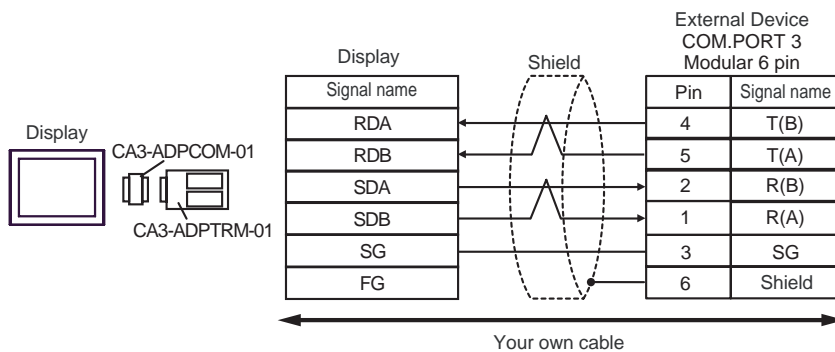 External Device
COM.PORT 3
Modular 6 pin
Display
Shield
Signal name
Pin
Signal name
RDA
4
T(B)
RDB
5
T(A)
SDA
2
R(B)
SDB
1
R(A)
SG
3
SG
FG
6
Shield
Display
CA3-ADPCOM-01
CA3-ADPTRM-01
Your own cable